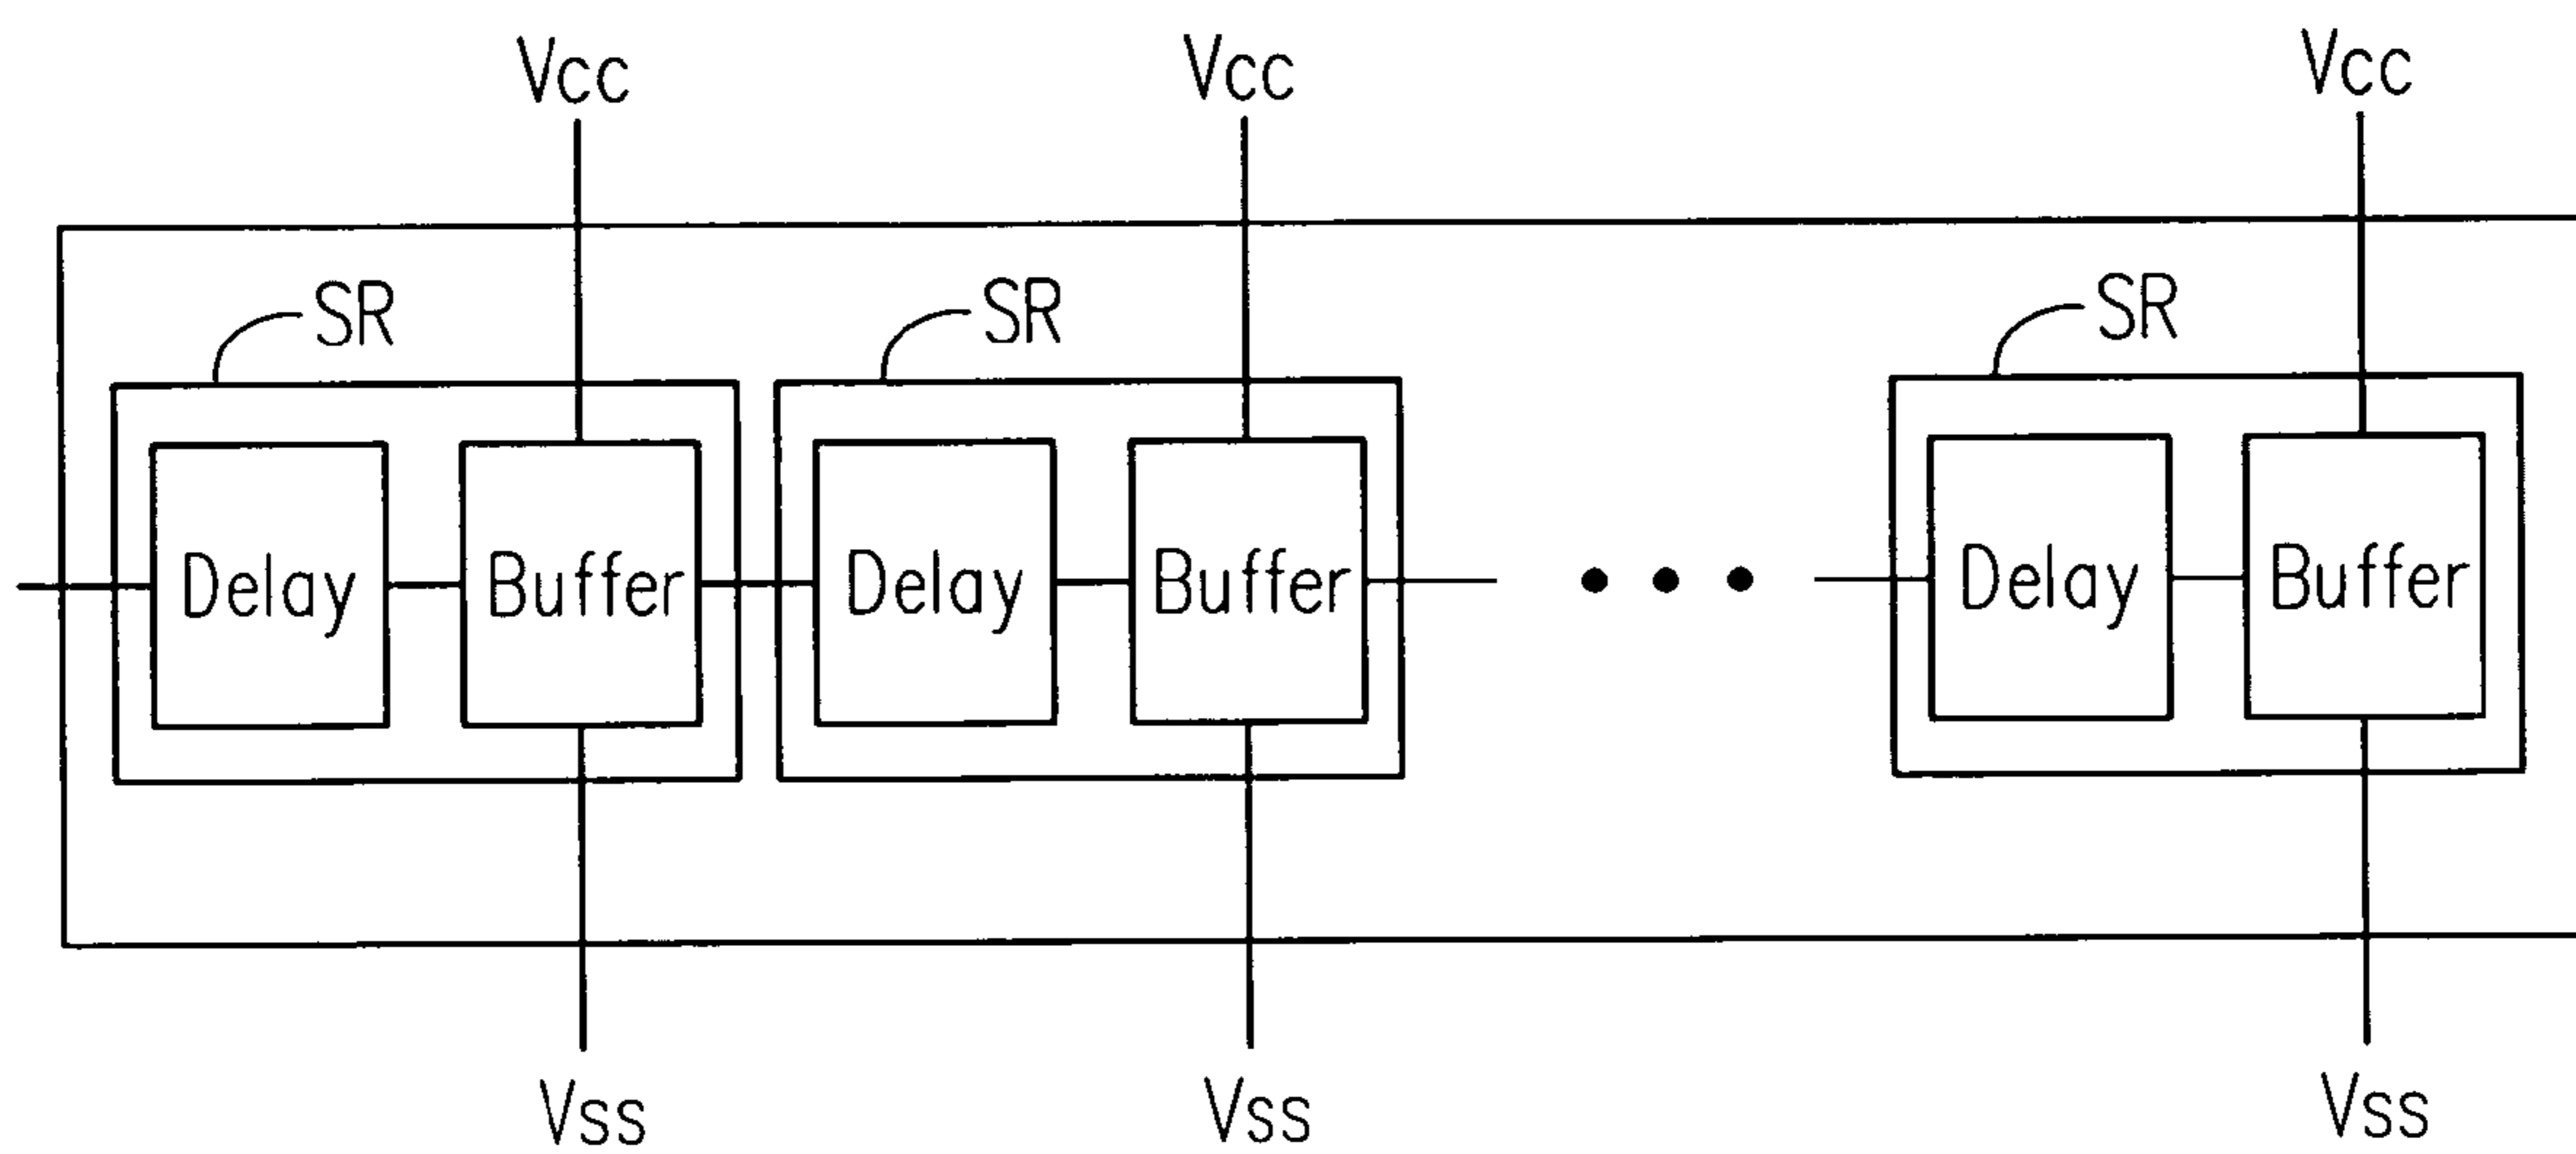 Vcc Vcc Vcc
SR SR SR
Delay Buffer Delay Buffer Delay Buffer
Vss Vss Vss